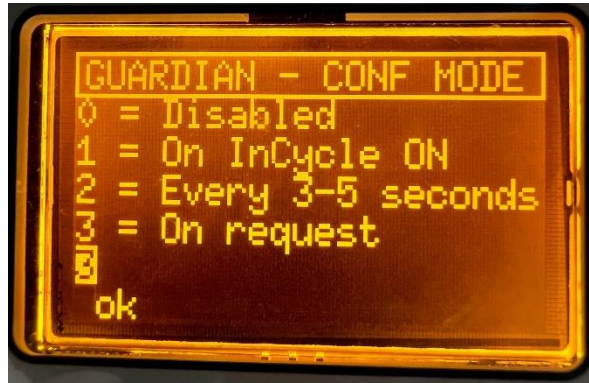 GUARDIAN - CONF MODE
0 = Disabled
1 = On InCycle ON
2 = Every 3-5 seconds
3 = On request
3
ok